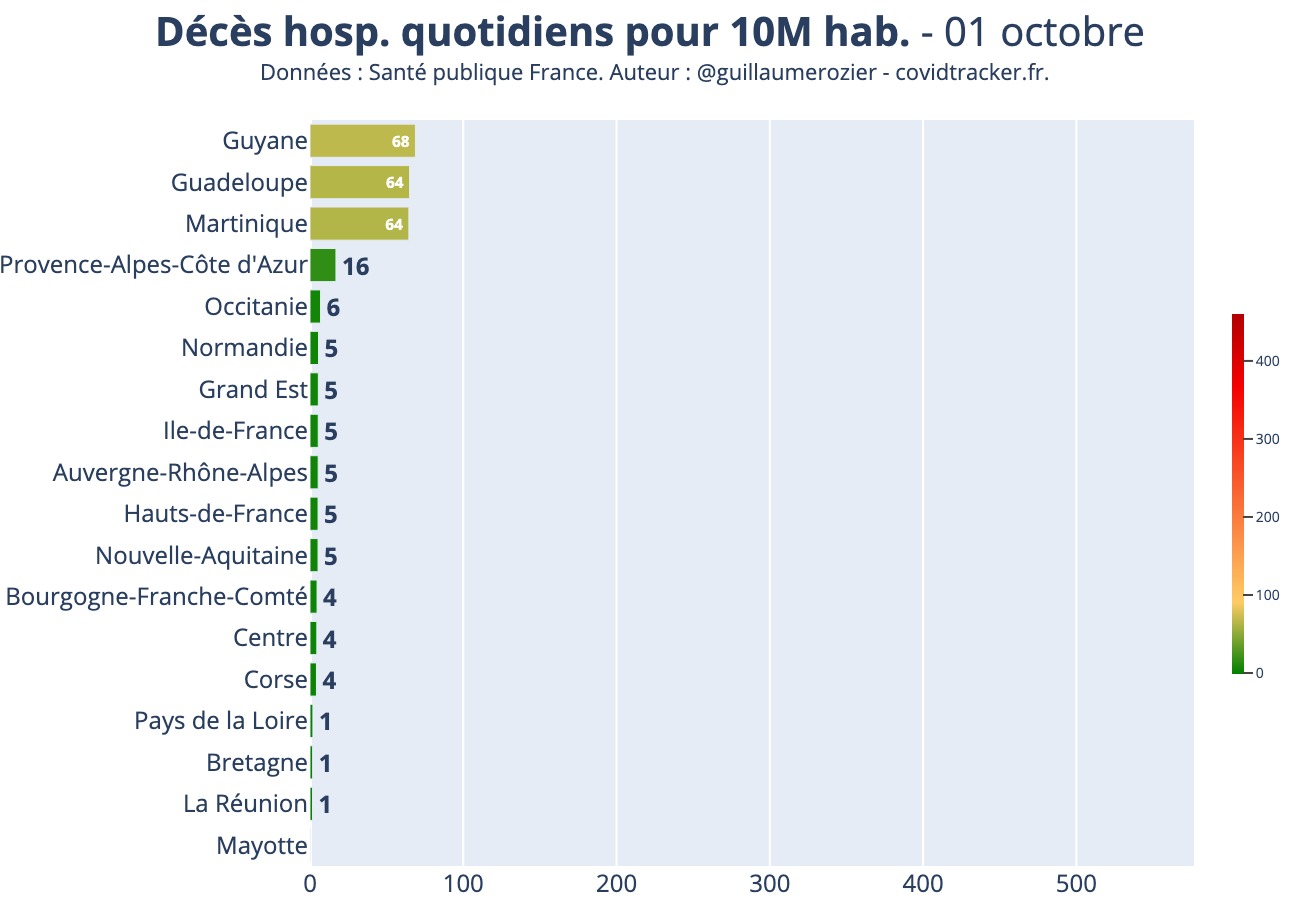 Décès hosp. quotidiens pour 10M hab. - 01 octobre
Données : Santé publique France. Auteur : @guillaumerozier - covidtracker.fr.
Guyane 68
Guadeloupe 64
Martinique 64
Provence-Alpes-Côte d'Azur 16
Occitanie 6
Normandie 5
Grand Est 5
Ile-de-France 5
Auvergne-Rhône-Alpes 5
Hauts-de-France 5
Nouvelle-Aquitaine 5
Bourgogne-Franche-Comté 4
Centre 4
Corse 4
Pays de la Loire 1
Bretagne 1
La Réunion 1
Mayotte
0 100 200 300 400 500
400
300
200
100
0